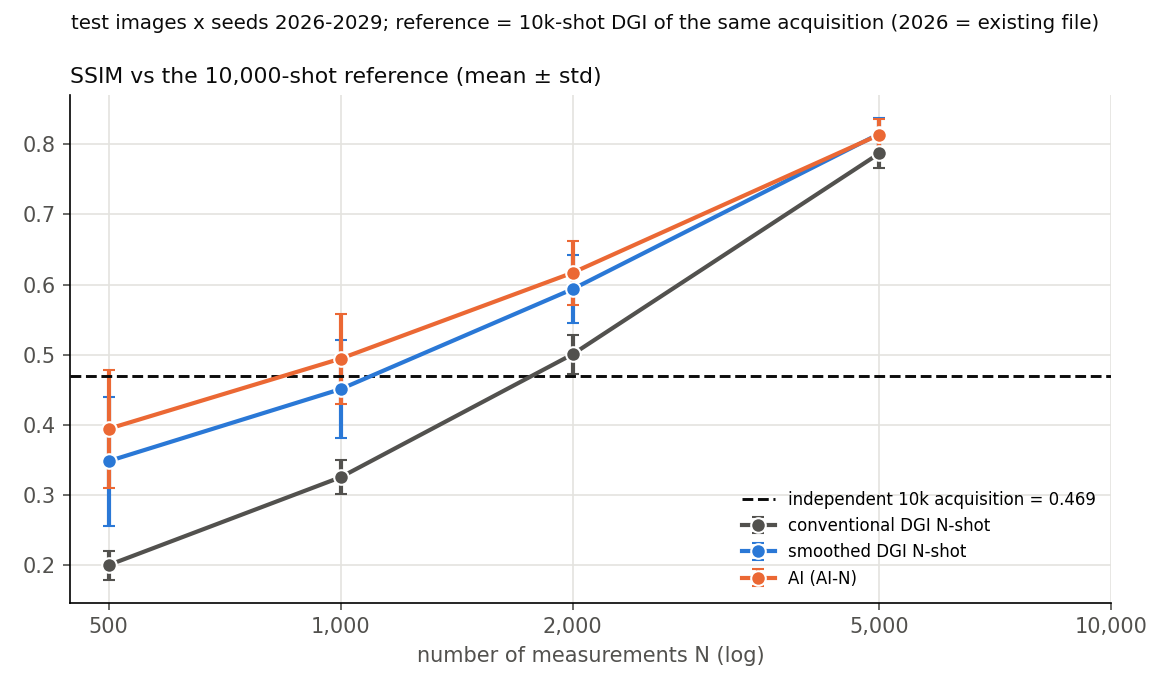 test images x seeds 2026-2029; reference = 10k-shot DGI of the same acquisition (2026 = existing file)
SSIM vs the 10,000-shot reference (mean ± std)
0.8
0.7
0.6
0.5
0.4
0.3
0.2
independent 10k acquisition = 0.469
conventional DGI N-shot
smoothed DGI N-shot
AI (AI-N)
500 1,000 2,000 5,000 10,000
number of measurements N (log)